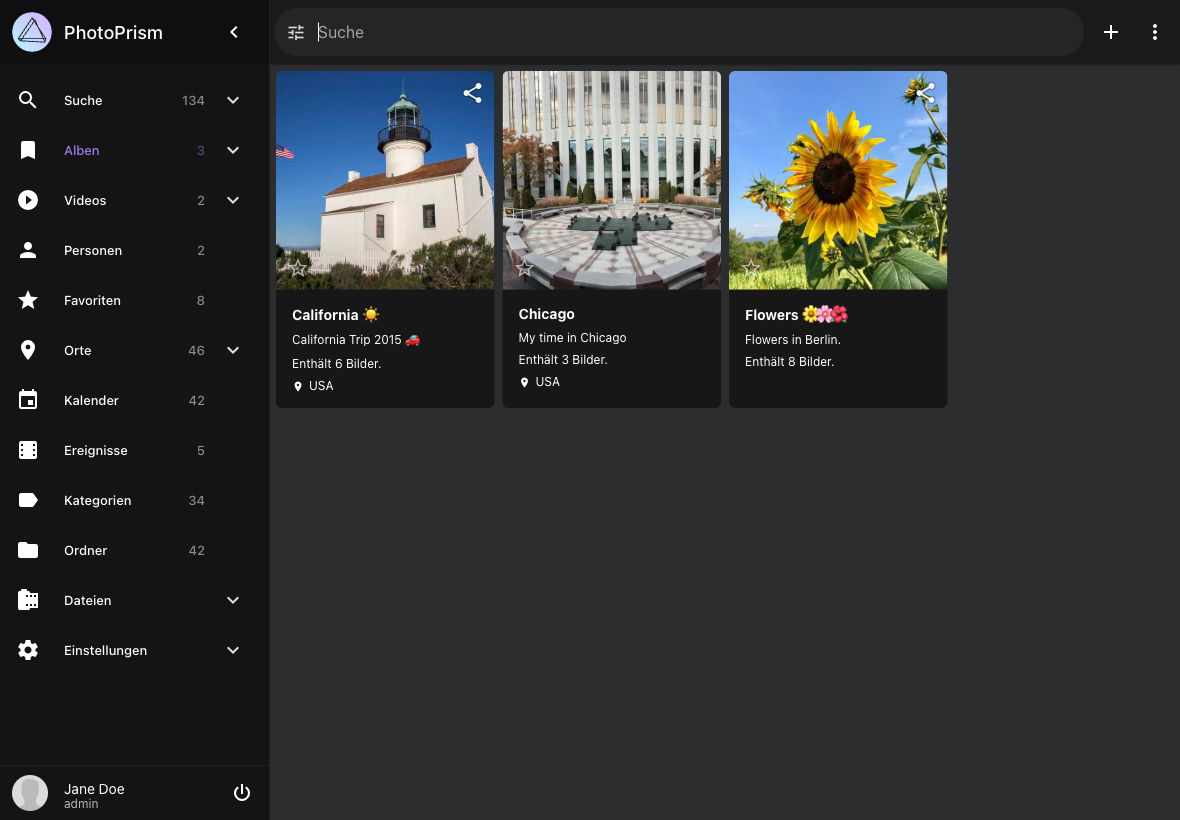 PhotoPrism
Suche
Suche 134
Alben 3
Videos 2
Personen 2
Favoriten 8
Orte 46
Kalender 42
Ereignisse 5
Kategorien 34
Ordner 42
Dateien
Einstellungen
Jane Doe
admin
California ☀️
California Trip 2015 🚗
Enthält 6 Bilder.
USA
Chicago
My time in Chicago
Enthält 3 Bilder.
USA
Flowers 🌻🌸🌺
Flowers in Berlin.
Enthält 8 Bilder.